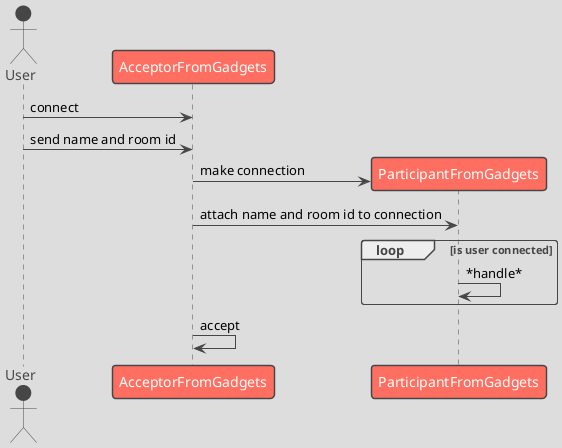 User
AcceptorFromGadgets
connect
send name and room id
make connection
ParticipantFromGadgets
attach name and room id to connection
loop [is user connected]
*handle*
accept
User
AcceptorFromGadgets
ParticipantFromGadgets